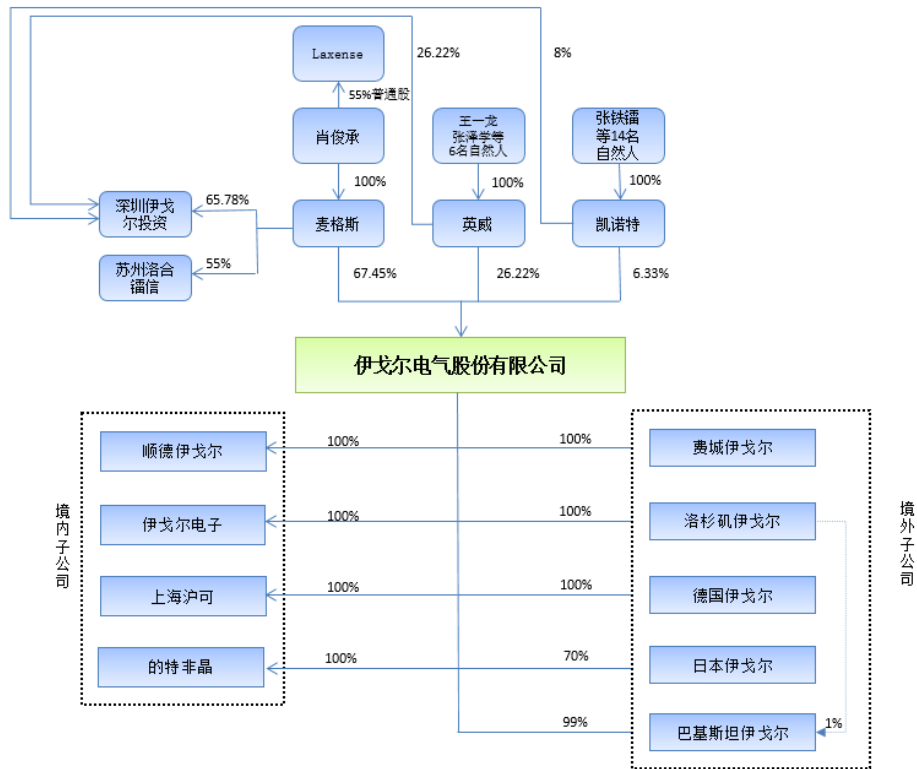 Laxense
26.22%
8%
55%普通股
肖俊承
王一龙
张泽学等
6名自然人
张铁镭
等14名
自然人
100%
100%
100%
深圳伊戈
尔投资
65.78%
麦格斯
英威
凯诺特
苏州洛合
镭信
55%
67.45%
26.22%
6.33%
伊戈尔电气股份有限公司
境内子公司
境外子公司
顺德伊戈尔
100%
100%
费城伊戈尔
伊戈尔电子
100%
100%
洛杉矶伊戈尔
上海沪可
100%
100%
德国伊戈尔
的特非晶
100%
70%
日本伊戈尔
99%
巴基斯坦伊戈尔
1%